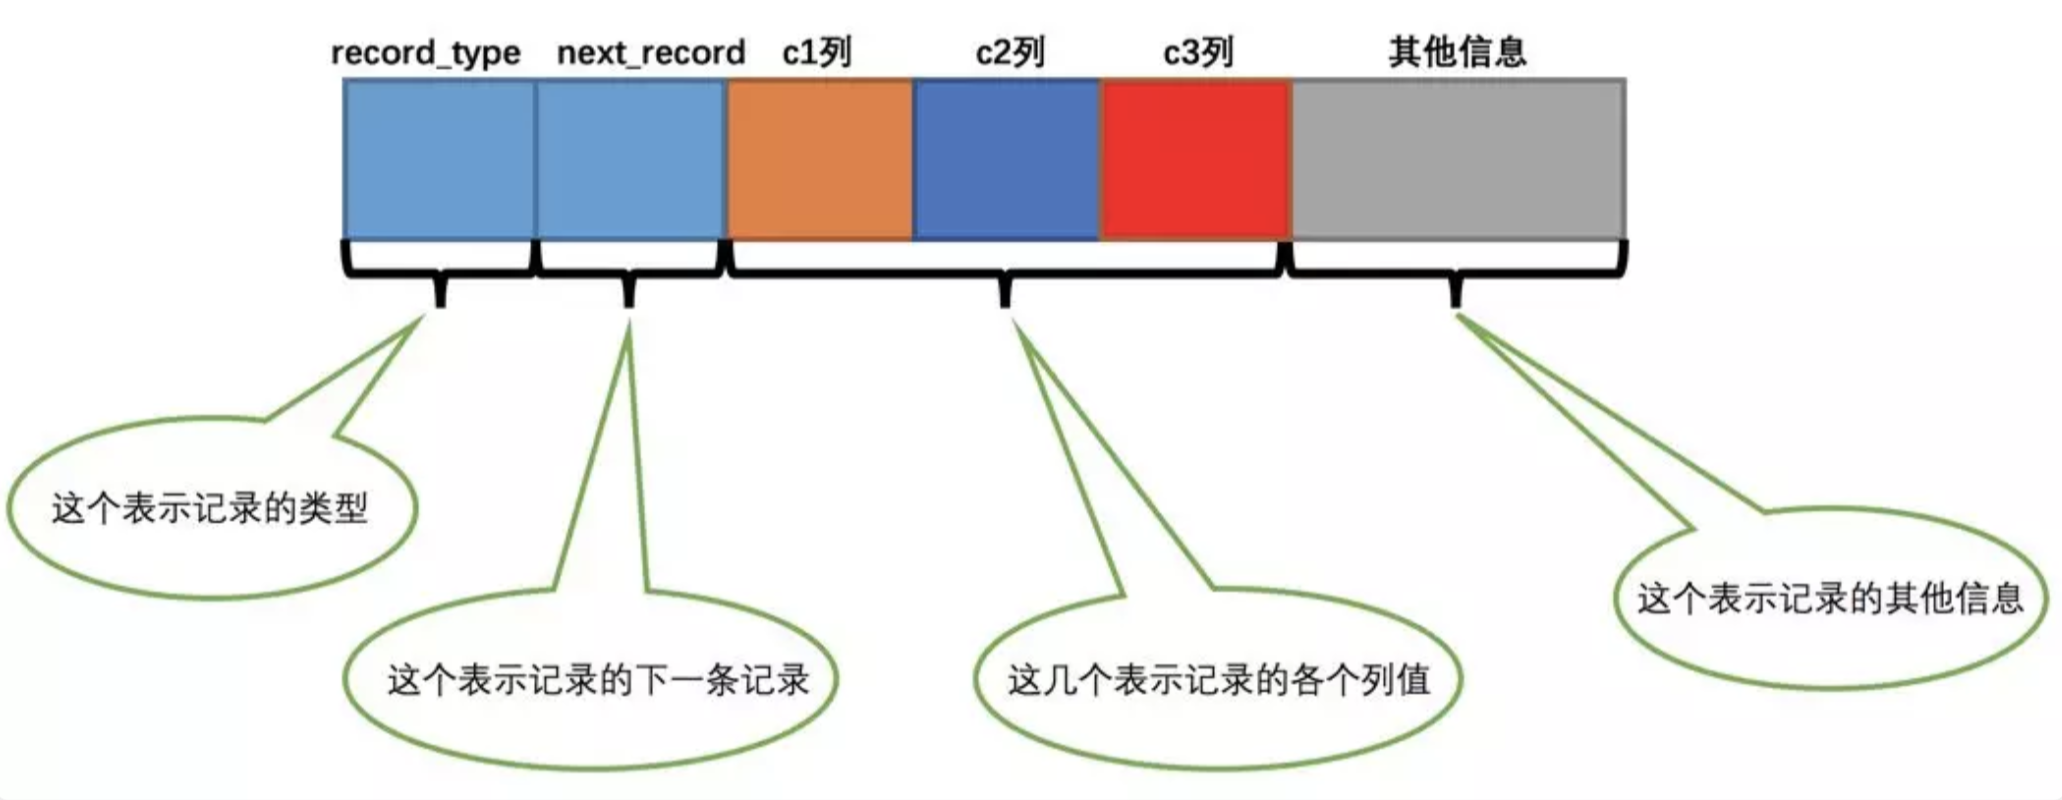 record_type next_record c1列 c2列 c3列 其他信息
这个表示记录的类型
这个表示记录的下一条记录
这几个表示记录的各个列值
这个表示记录的其他信息